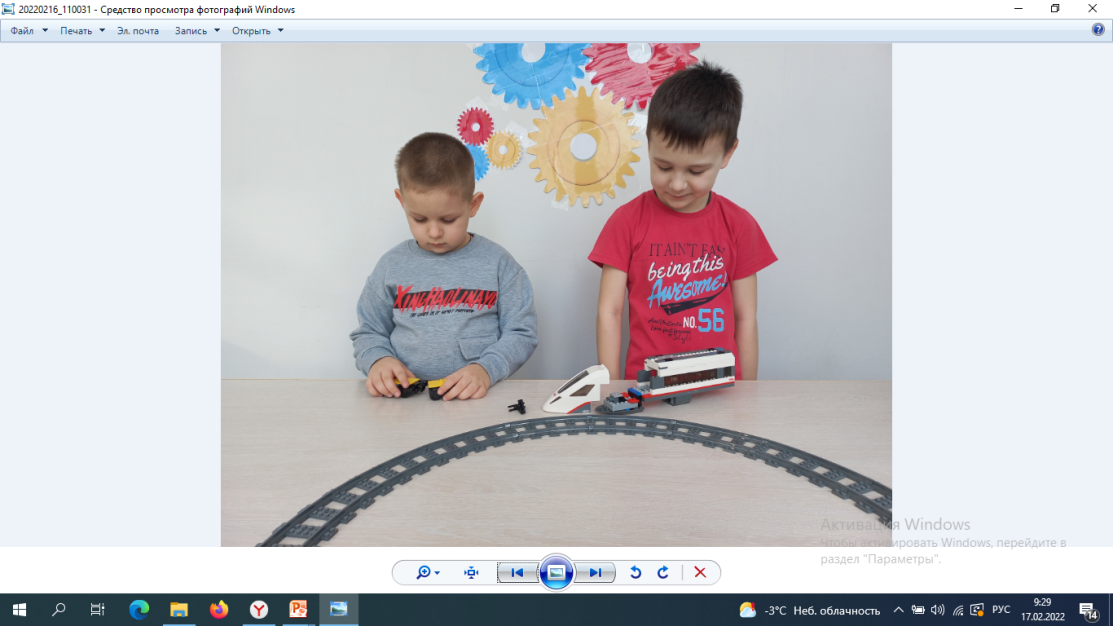 20220216_110031 - Средство просмотра фотографий Windows
Файл Печать Эл. почта Запись Открыть
IT AIN'T EASY
being this
Awesome!
NO. 56
Активация Windows
Чтобы активировать Windows, перейдите в
раздел "Параметры".
-3°C Неб. облачность РУС
9:29
17.02.2022
14